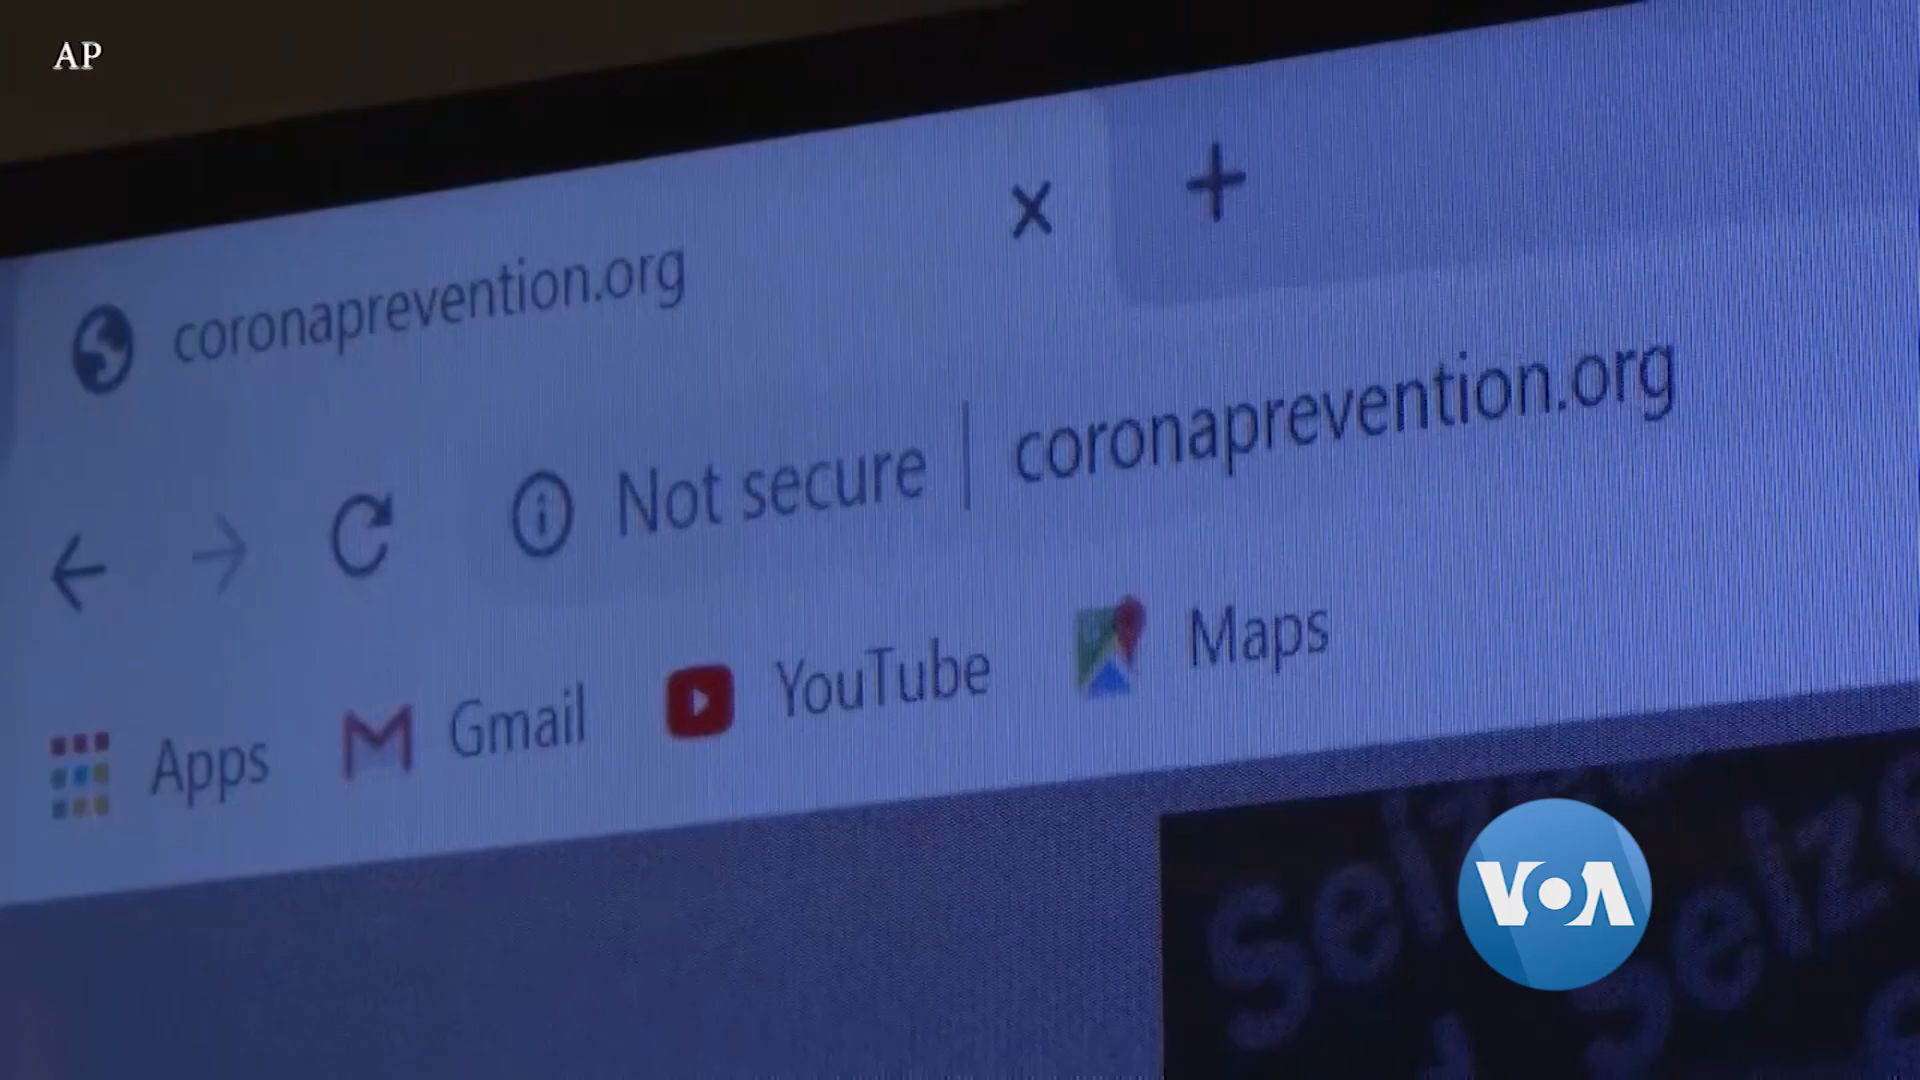 AP
coronaprevention.org
Not secure | coronaprevention.org
Apps Gmail YouTube Maps
VOA